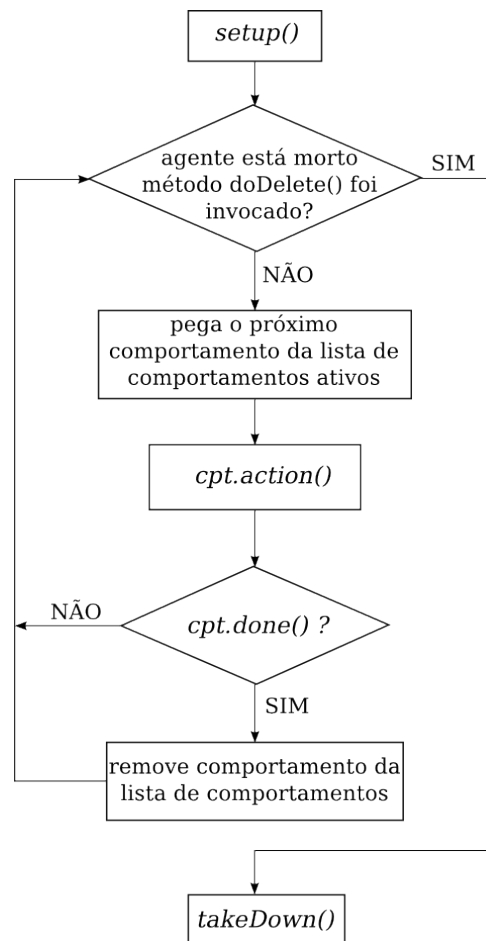 setup()
agente está morto
método doDelete() foi
invocado?
SIM
NÃO
pega o próximo
comportamento da lista de
comportamentos ativos
cpt.action()
cpt.done() ?
NÃO
SIM
remove comportamento da
lista de comportamentos
takeDown()